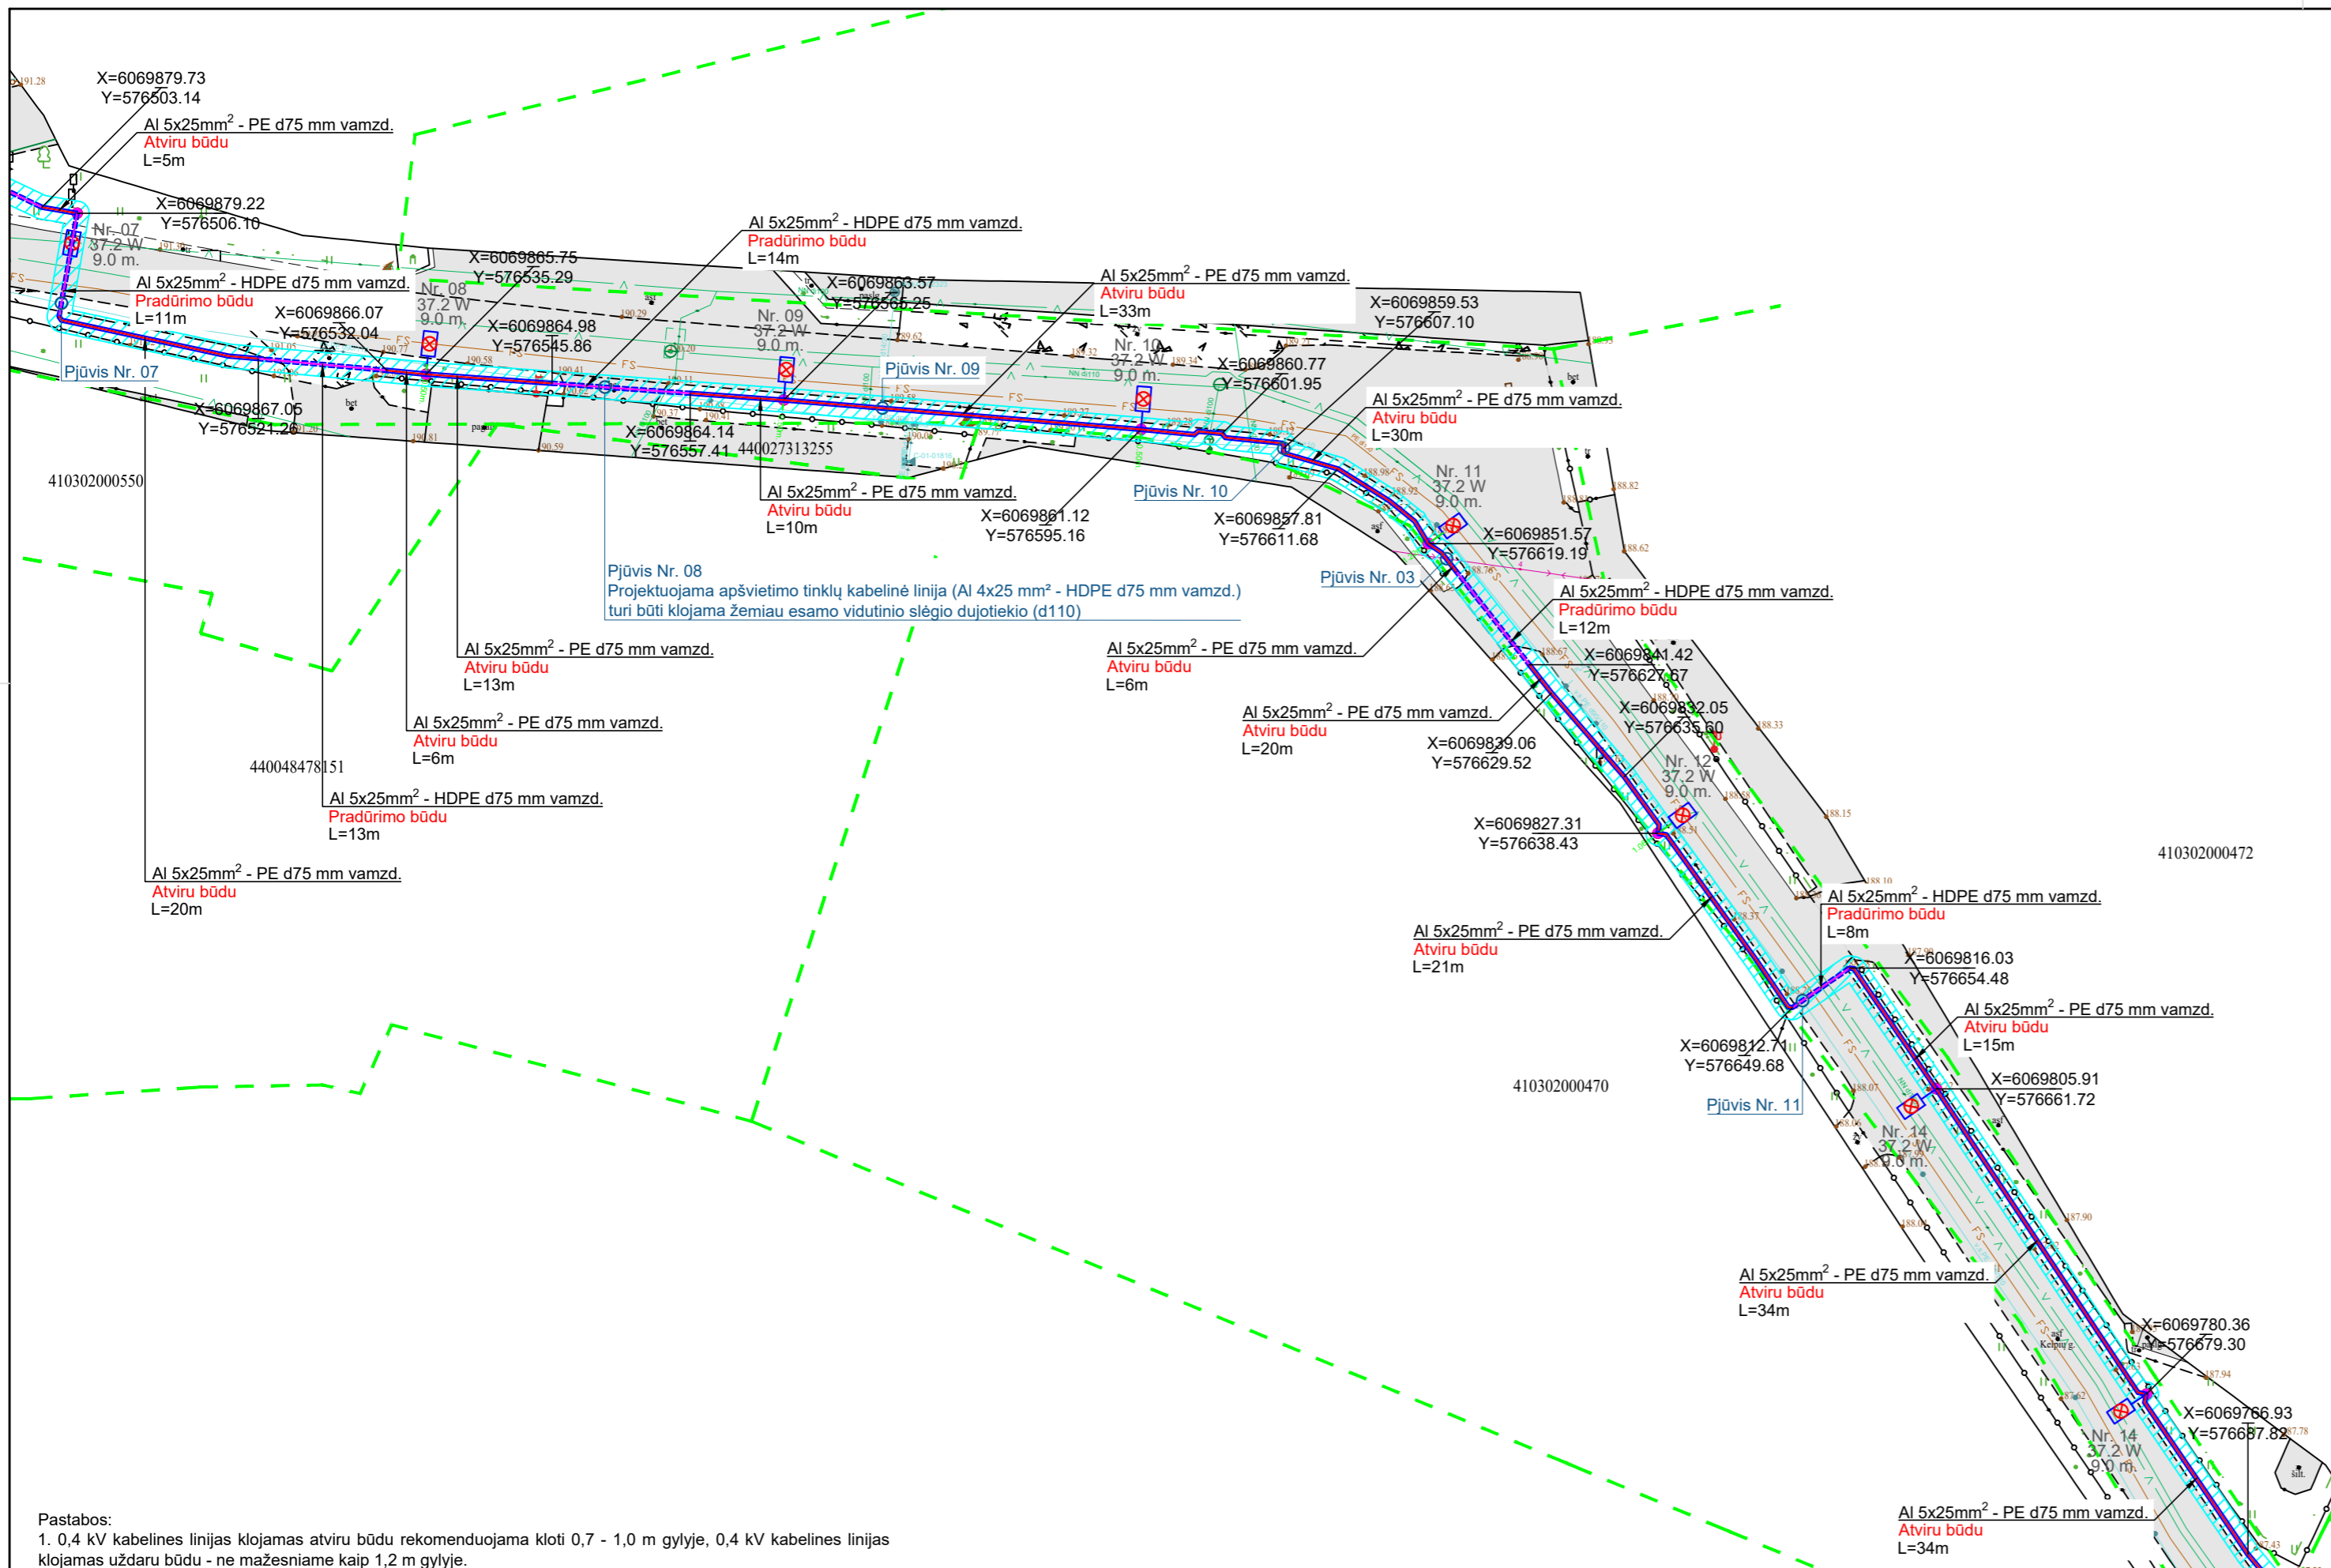 191.28
X=6069879.73
Y=576503.14
Al 5x25mm² - PE d75 mm vamzd.
Atviru būdu
L=5m
X=6069879.22
Y=576506.10
Nr. 07
37.2 W
9.0 m.
Al 5x25mm² - HDPE d75 mm vamzd.
Pradūrimo būdu
L=11m
X=6069866.07
Y=576532.04
X=6069865.75
Y=576535.29
Nr. 08
37.2 W
9.0 m.
X=6069864.98
Y=576545.86
Al 5x25mm² - HDPE d75 mm vamzd.
Pradūrimo būdu
L=14m
X=6069863.57
Y=576565.25
Nr. 09
37.2 W
9.0 m.
Al 5x25mm² - PE d75 mm vamzd.
Atviru būdu
L=33m
Nr. 10
37.2 W
9.0 m.
X=6069859.53
Y=576607.10
X=6069860.77
Y=576601.95
Al 5x25mm² - PE d75 mm vamzd.
Atviru būdu
L=30m
Pjūvis Nr. 07
Pjūvis Nr. 09
X=6069867.05
Y=576521.26
X=6069864.14
Y=576557.41
440027313255
410302000550
Al 5x25mm² - PE d75 mm vamzd.
Atviru būdu
L=10m
X=6069861.12
Y=576595.16
Pjūvis Nr. 10
X=6069857.81
Y=576611.68
Nr. 11
37.2 W
9.0 m.
X=6069851.57
Y=576619.19
Pjūvis Nr. 08
Projektuojama apšvietimo tinklų kabelinė linija (Al 4x25 mm² - HDPE d75 mm vamzd.)
turi būti klojama žemiau esamo vidutinio slėgio dujotiekio (d110)
Pjūvis Nr. 03
Al 5x25mm² - HDPE d75 mm vamzd.
Pradūrimo būdu
L=12m
Al 5x25mm² - PE d75 mm vamzd.
Atviru būdu
L=13m
Al 5x25mm² - PE d75 mm vamzd.
Atviru būdu
L=6m
X=6069841.42
Y=576627.67
Al 5x25mm² - PE d75 mm vamzd.
Atviru būdu
L=6m
Al 5x25mm² - PE d75 mm vamzd.
Atviru būdu
L=20m
X=6069832.05
Y=576635.60
X=6069839.06
Y=576629.52
440048478151
Al 5x25mm² - HDPE d75 mm vamzd.
Pradūrimo būdu
L=13m
Nr. 12
37.2 W
9.0 m.
X=6069827.31
Y=576638.43
410302000472
Al 5x25mm² - PE d75 mm vamzd.
Atviru būdu
L=20m
Al 5x25mm² - HDPE d75 mm vamzd.
Pradūrimo būdu
L=8m
Al 5x25mm² - PE d75 mm vamzd.
Atviru būdu
L=21m
X=6069816.03
Y=576654.48
Al 5x25mm² - PE d75 mm vamzd.
Atviru būdu
L=15m
X=6069812.71
Y=576649.68
410302000470
Pjūvis Nr. 11
X=6069805.91
Y=576661.72
Nr. 14
37.2 W
9.0 m.
Al 5x25mm² - PE d75 mm vamzd.
Atviru būdu
L=34m
asf
Kelpių g.
X=6069780.36
Y=576679.30
X=6069766.93
Y=576687.82
Nr. 14
37.2 W
9.0 m.
šilt.
Al 5x25mm² - PE d75 mm vamzd.
Atviru būdu
L=34m
Pastabos:
1. 0,4 kV kabelines linijas klojamas atviru būdu rekomenduojama kloti 0,7 - 1,0 m gylyje, 0,4 kV kabelines linijas
klojamas uždaru būdu - ne mažesniame kaip 1,2 m gylyje.